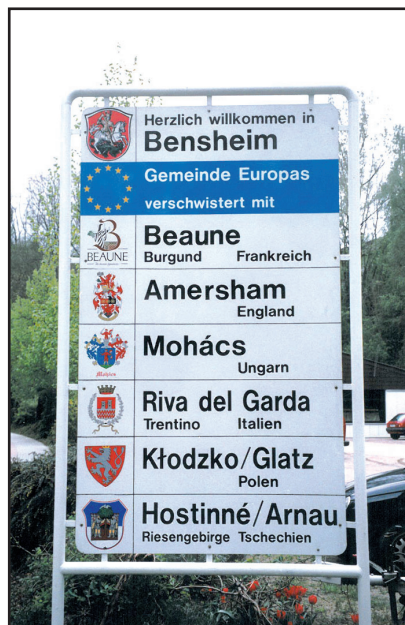 Herzlich willkommen in
Bensheim
Gemeinde Europas
verschwistert mit
BEAUNE
Beaune
Burgund Frankreich
Amersham
England
Mohács
Ungarn
Riva del Garda
Trentino Italien
Kłodzko/Glatz
Polen
Hostinné/Arnau
Riesengebirge Tschechien